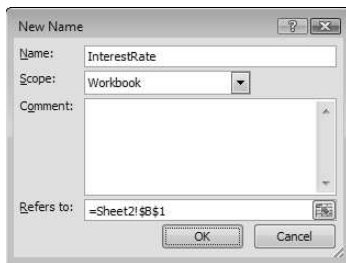 New Name
Name: InterestRate
Scope: Workbook
Comment:
Refers to: =Sheet2!$B$1
OK Cancel